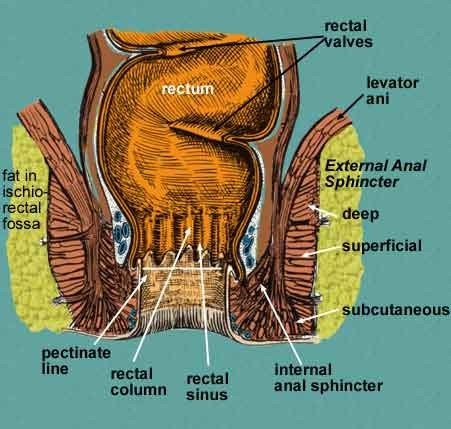 rectal
valves
rectum
levator
ani
fat in
ischio-
rectal
fossa
External Anal
Sphincter
deep
superficial
subcutaneous
pectinate
line
rectal
column
rectal
sinus
internal
anal sphincter